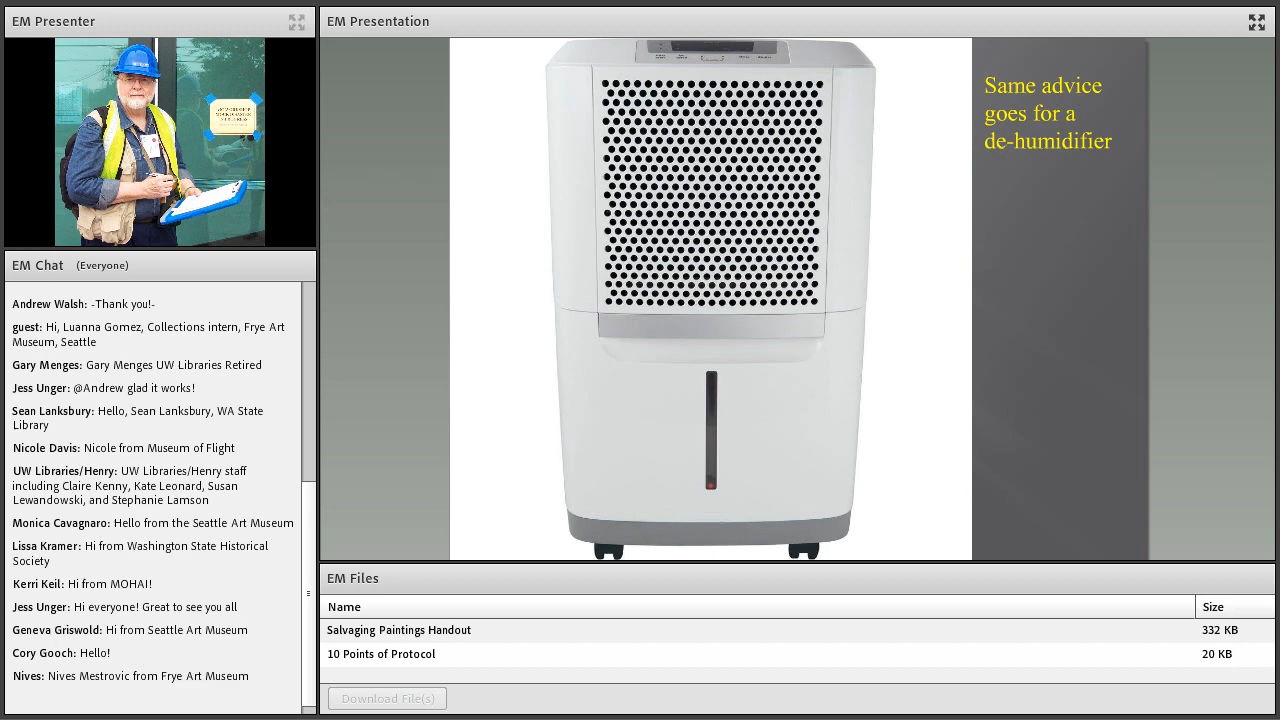 EM Presenter
EM Chat (Everyone)
Andrew Walsh: -Thank you!-
guest: Hi, Luanna Gomez, Collections intern, Frye Art
Museum, Seattle
Gary Menges: Gary Menges UW Libraries Retired
Jess Unger: @Andrew glad it works!
Sean Lanksbury: Hello, Sean Lanksbury, WA State
Library
Nicole Davis: Nicole from Museum of Flight
UW Libraries/Henry: UW Libraries/Henry staff
including Claire Kenny, Kate Leonard, Susan
Lewandowski, and Stephanie Lamson
Monica Cavagnaro: Hello from the Seattle Art Museum
Lissa Kramer: Hi from Washington State Historical
Society
Kerri Keil: Hi from MOHAI!
Jess Unger: Hi everyone! Great to see you all
Geneva Griswold: Hi from Seattle Art Museum
Cory Gooch: Hello!
Nives: Nives Mestrovic from Frye Art Museum
EM Presentation
Same advice
goes for a
de-humidifier
EM Files
Name Size
Salvaging Paintings Handout 332 KB
10 Points of Protocol 20 KB
Download File(s)